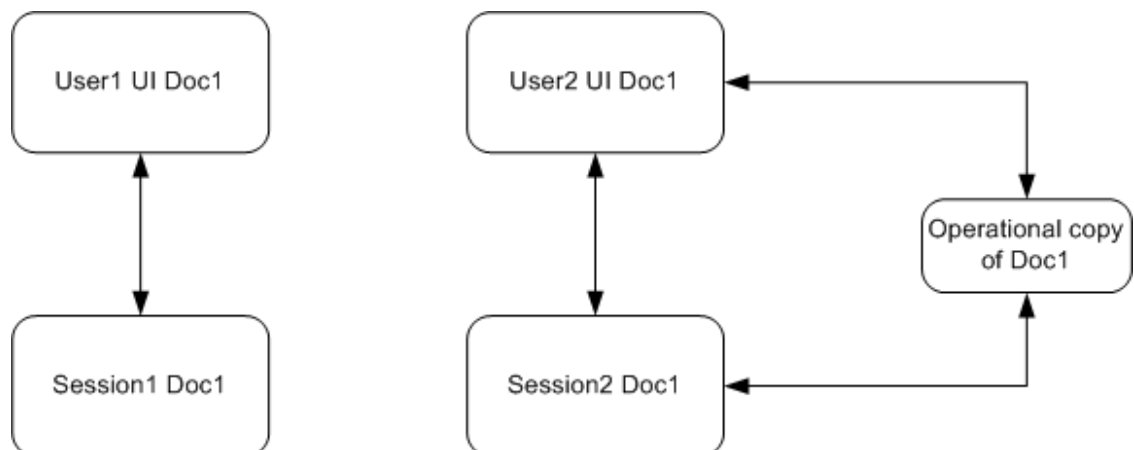 User1 UI Doc1
User2 UI Doc1
Operational copy
of Doc1
Session1 Doc1
Session2 Doc1